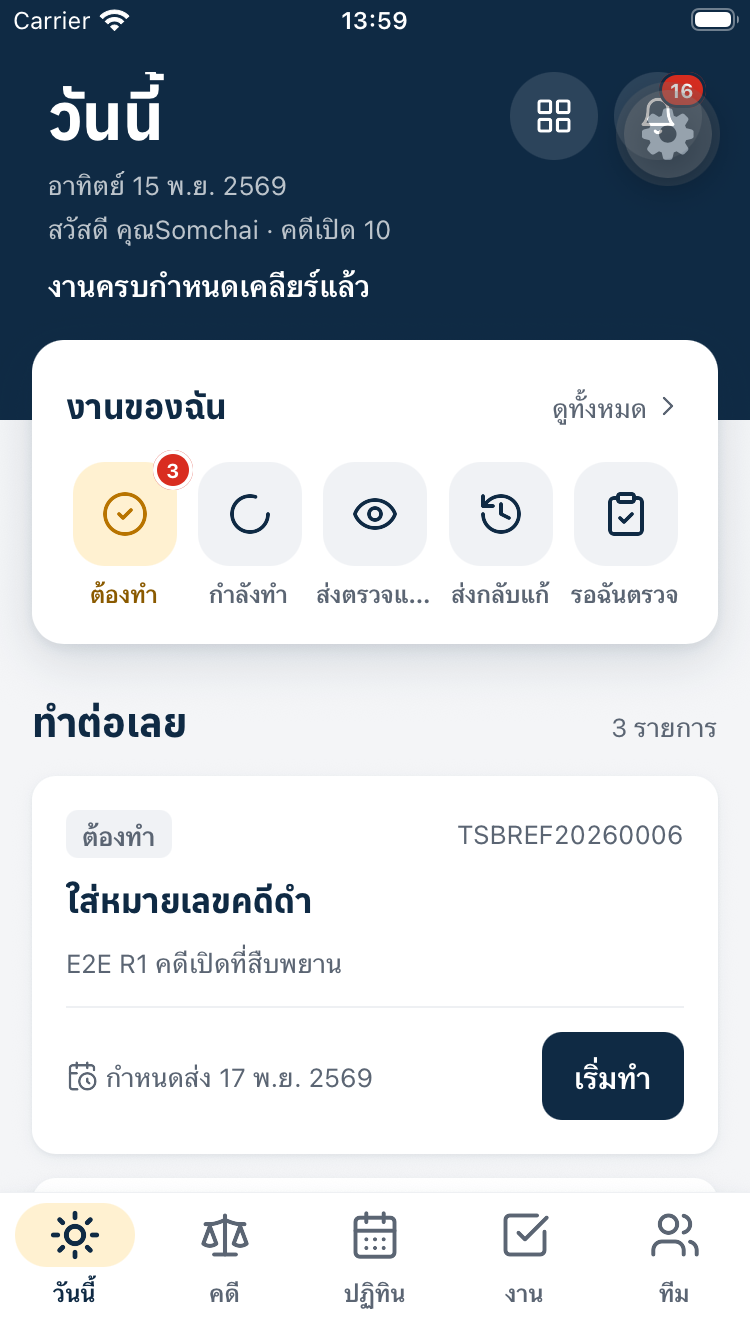 Carrier 13:59
วันนี้
16
อาทิตย์ 15 พ.ย. 2569
สวัสดี คุณSomchai · คดีเปิด 10
งานครบกำหนดเคลียร์แล้ว
งานของฉัน ดูทั้งหมด
3
ต้องทำ กำลังทำ ส่งตรวจแ... ส่งกลับแก้ รอฉันตรวจ
ทำต่อเลย 3 รายการ
ต้องทำ TSBREF20260006
ใส่หมายเลขคดีดำ
E2E R1 คดีเปิดที่สืบพยาน
กำหนดส่ง 17 พ.ย. 2569 เริ่มทำ
วันนี้ คดี ปฏิทิน งาน ทีม